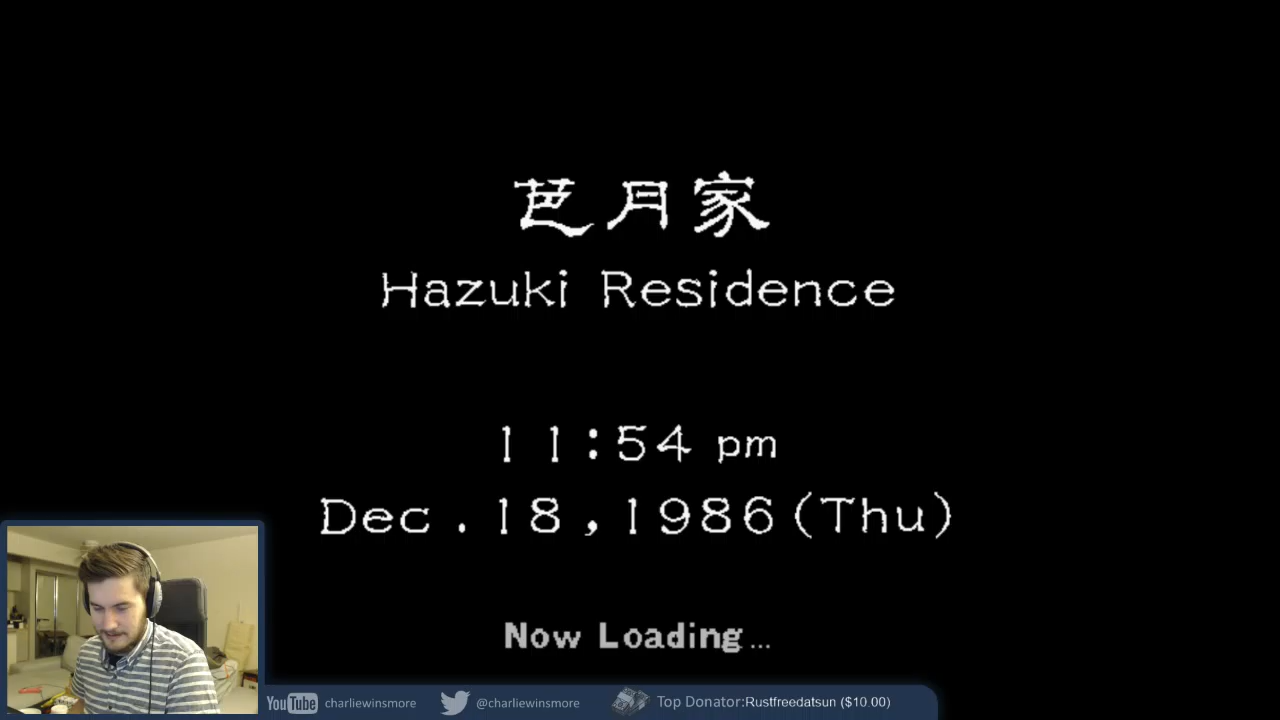 芭月家
Hazuki Residence
11:54 pm
Dec.18,1986(Thu)
Now Loading...
YouTube charliewinsmore @charliewinsmore Top Donator:Rustfreedatsun ($10.00)